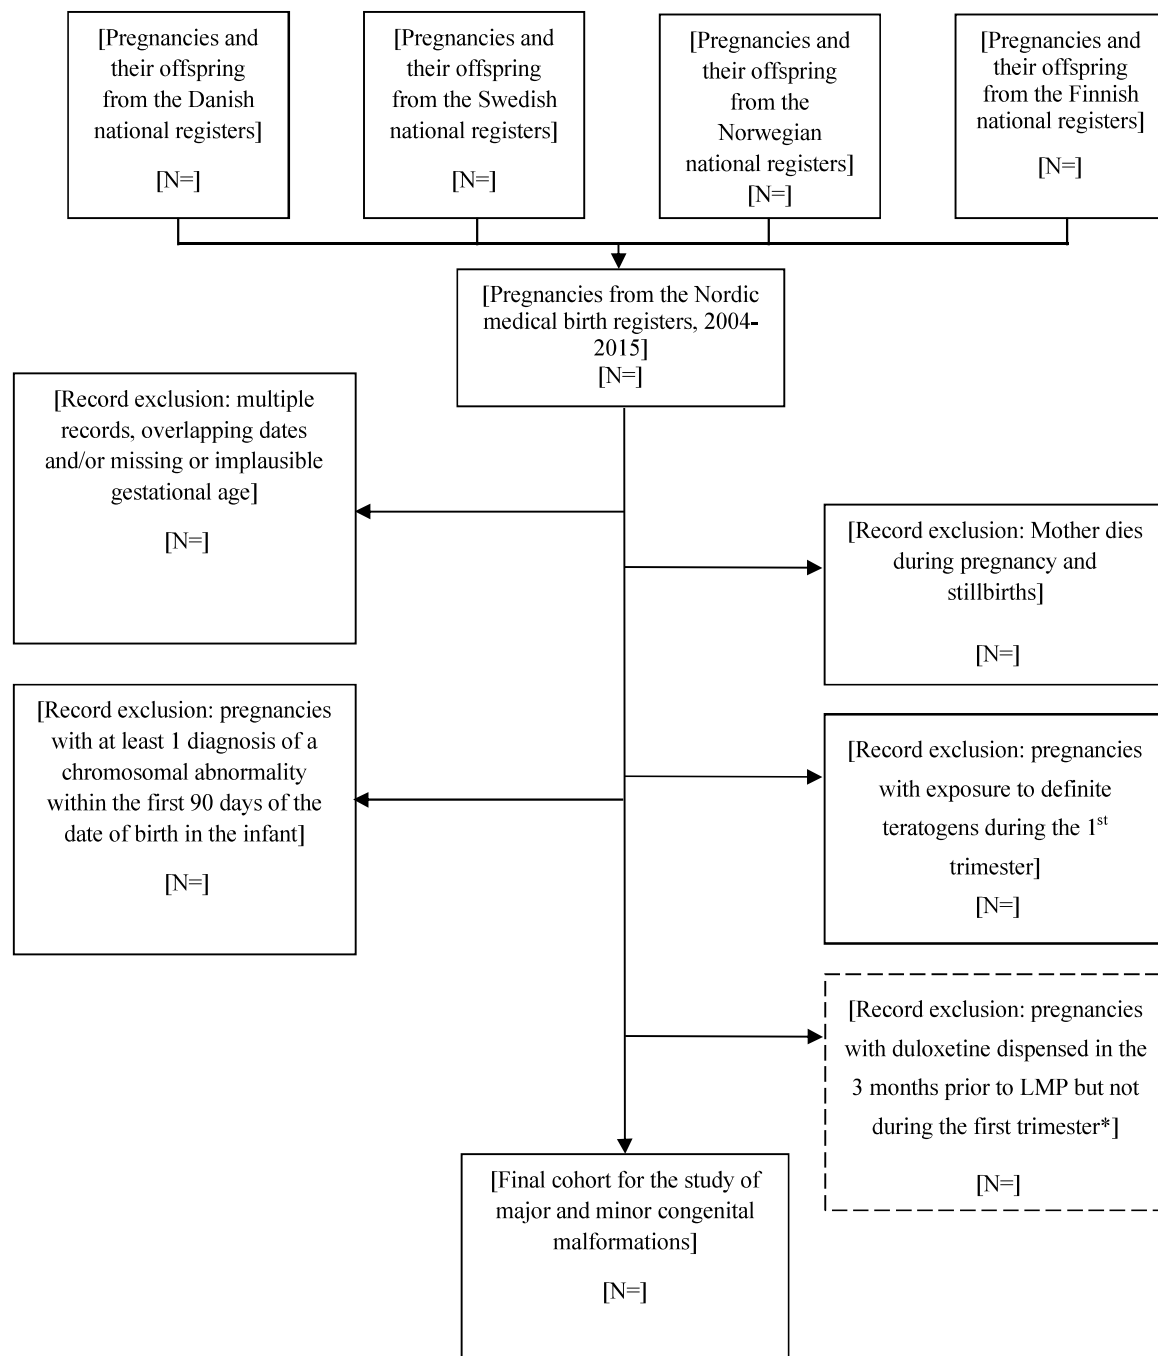 [Pregnancies and
their offspring
from the Danish
national registers]
[N=]
[Pregnancies and
their offspring
from the Swedish
national registers]
[N=]
[Pregnancies and
their offspring
from the
Norwegian
national registers]
[N=]
[Pregnancies and
their offspring
from the Finnish
national registers]
[N=]
[Pregnancies from the Nordic
medical birth registers, 2004-
2015]
[N=]
[Record exclusion: multiple
records, overlapping dates
and/or missing or implausible
gestational age]
[N=]
[Record exclusion: Mother dies
during pregnancy and
stillbirths]
[N=]
[Record exclusion: pregnancies
with at least 1 diagnosis of a
chromosomal abnormality
within the first 90 days of the
date of birth in the infant]
[N=]
[Record exclusion: pregnancies
with exposure to definite
teratogens during the 1st
trimester]
[N=]
[Record exclusion: pregnancies
with duloxetine dispensed in the
3 months prior to LMP but not
during the first trimester*]
[N=]
[Final cohort for the study of
major and minor congenital
malformations]
[N=]